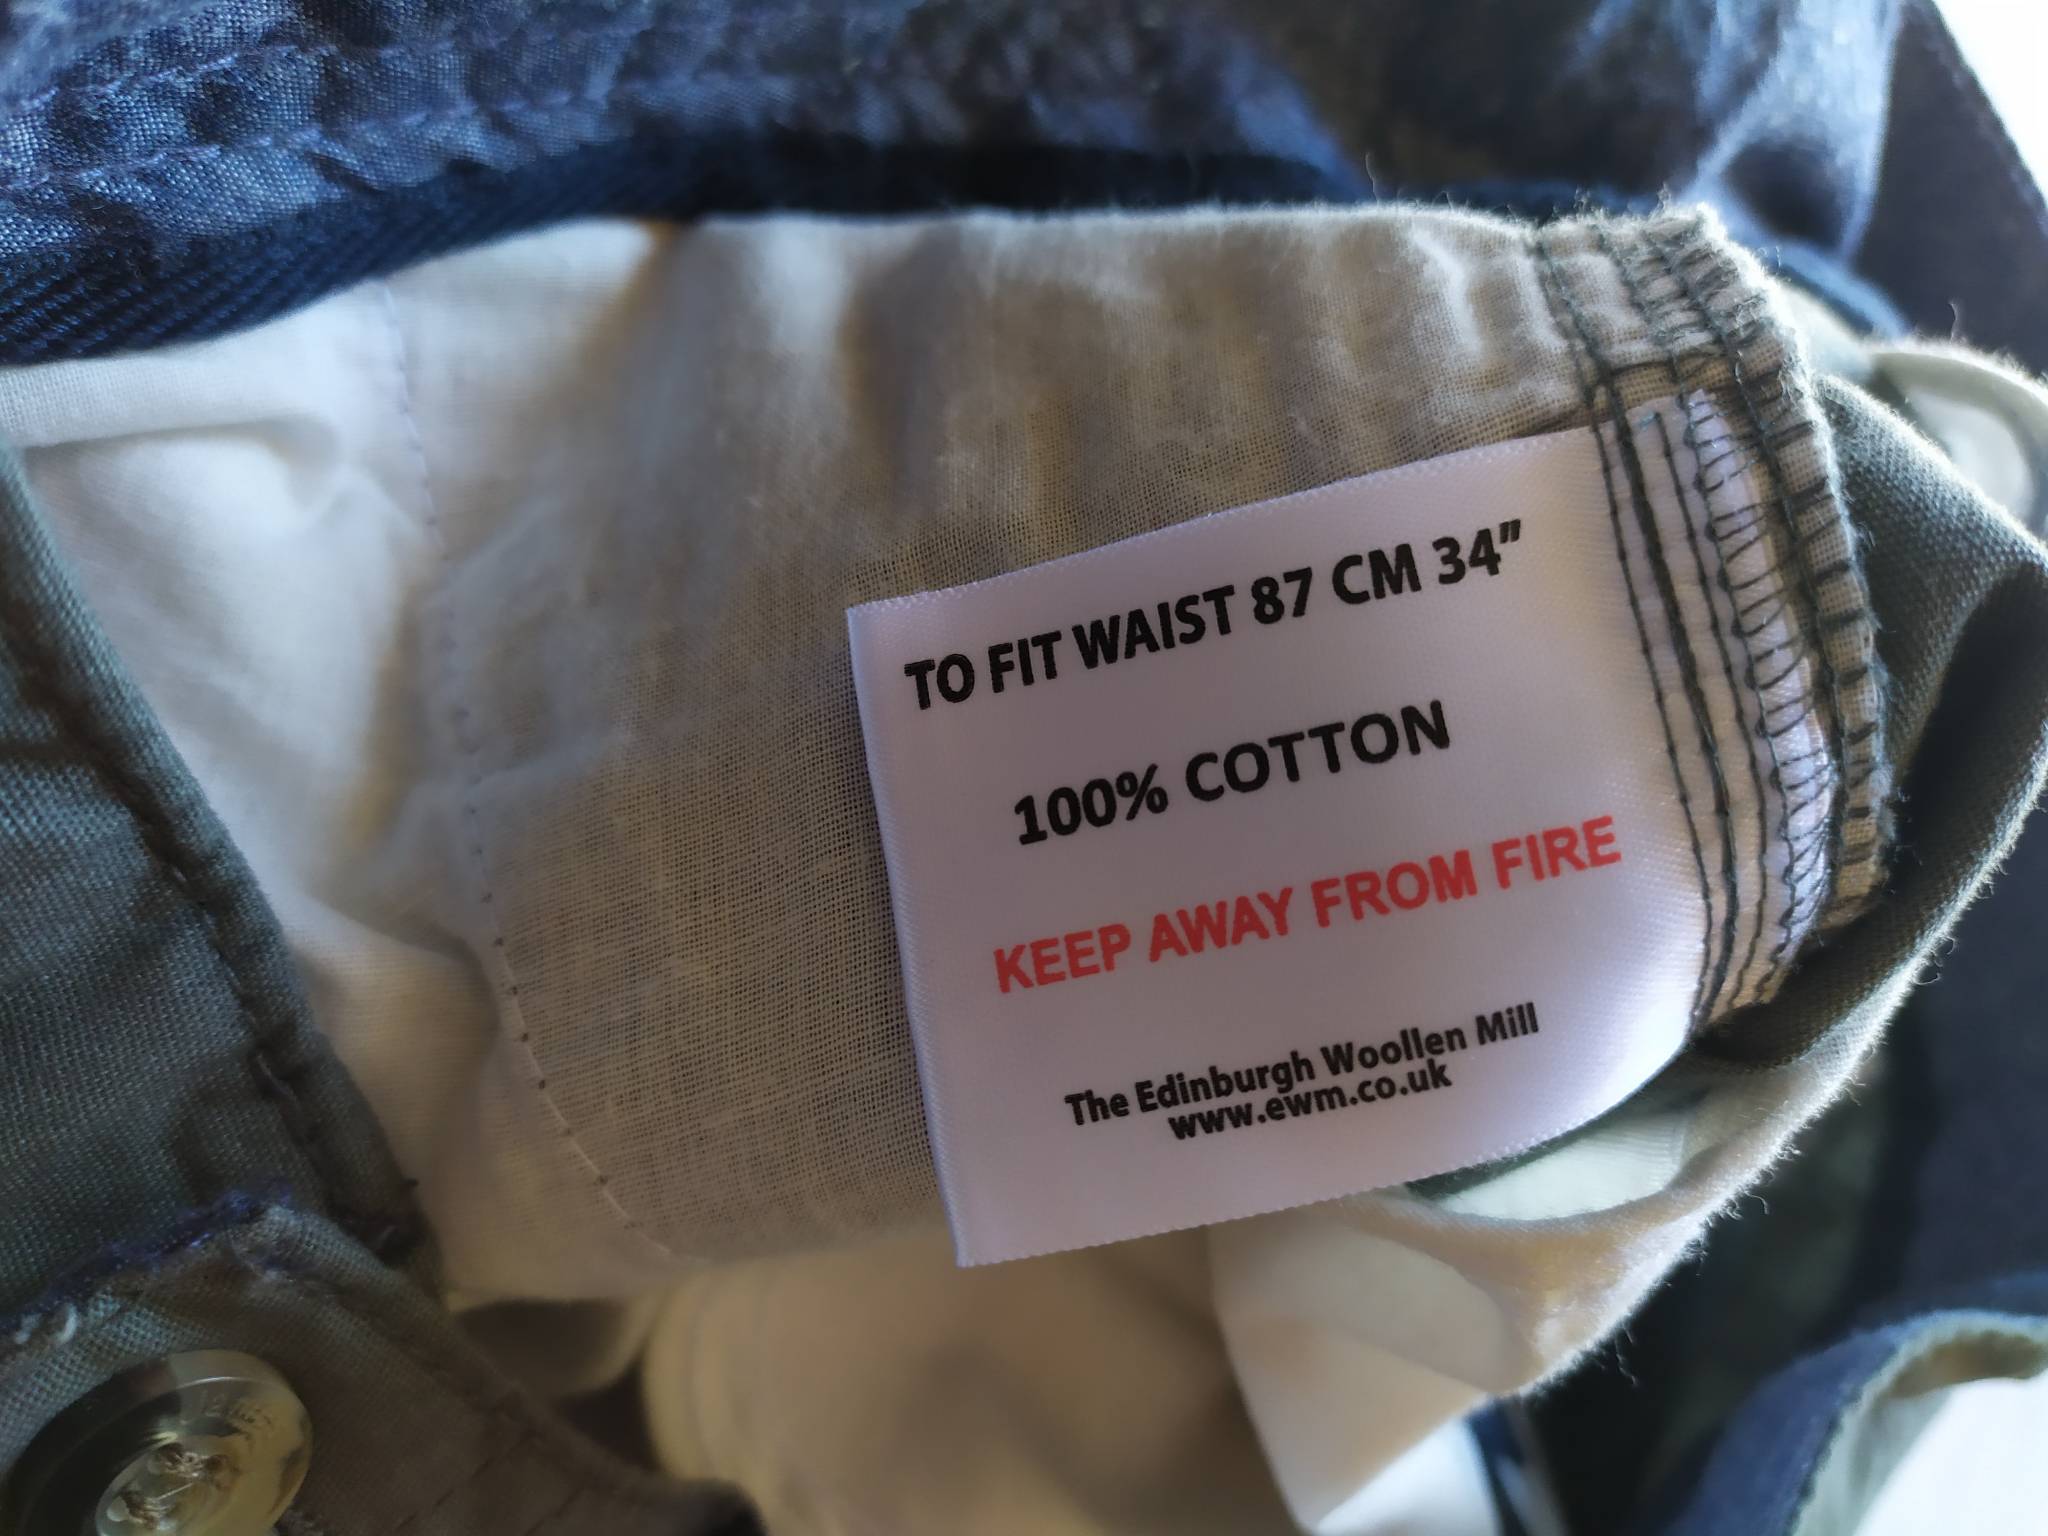 TO FIT WAIST 87 CM 34"
100% COTTON
KEEP AWAY FROM FIRE
The Edinburgh Woollen Mill
www.ewm.co.uk